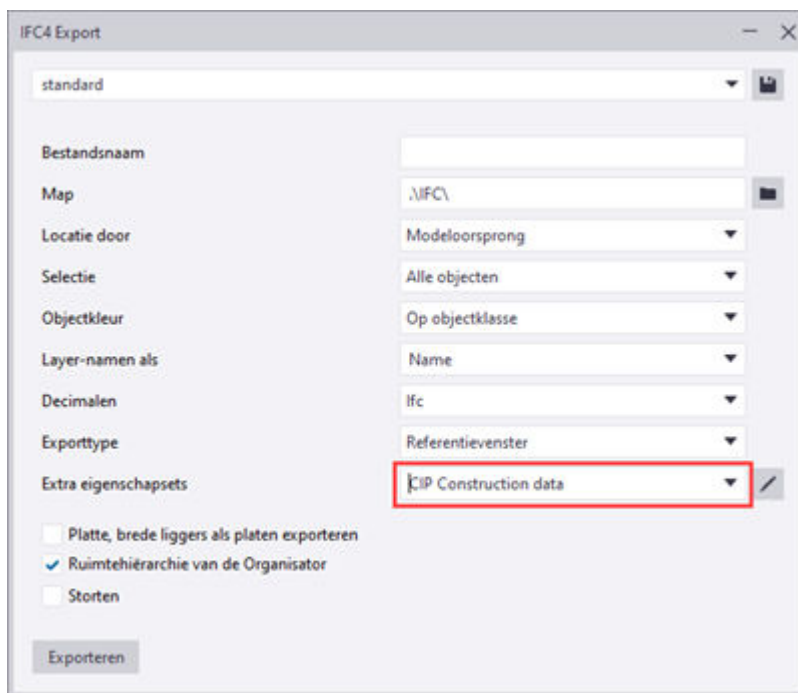 IFC4 Export
standard
Bestandsnaam
Map .\IFC\
Locatie door Modeloorsprong
Selectie Alle objecten
Objectkleur Op objectklasse
Layer-namen als Name
Decimalen Ifc
Exporttype Referentievenster
Extra eigenschapsets CIP Construction data
Platte, brede liggers als platen exporteren
Ruimtehiërarchie van de Organisator
Storten
Exporteren